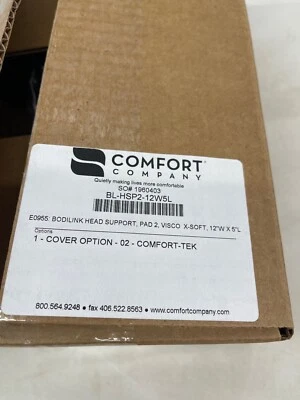 COMFORT®
COMPANY
Quietly making lives more comfortable
SO# 1960403
BL-HSP2-12W5L
E0955: BODILINK HEAD SUPPORT, PAD 2, VISCO X-SOFT, 12"W X 5"L
Options
1 - COVER OPTION - 02 - COMFORT-TEK
800.564.9248 • fax 406.522.8563 • www.comfortcompany.com